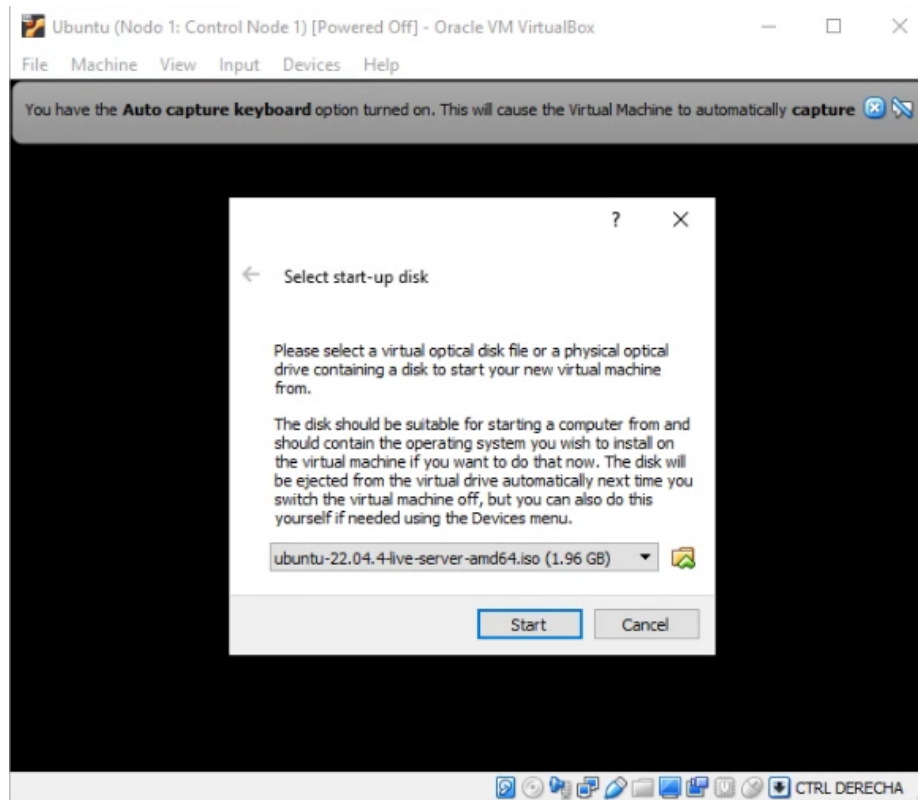 Ubuntu (Nodo 1: Control Node 1) [Powered Off] - Oracle VM VirtualBox
File Machine View Input Devices Help
You have the Auto capture keyboard option turned on. This will cause the Virtual Machine to automatically capture
?
Select start-up disk
Please select a virtual optical disk file or a physical optical
drive containing a disk to start your new virtual machine
from.
The disk should be suitable for starting a computer from and
should contain the operating system you wish to install on
the virtual machine if you want to do that now. The disk will
be ejected from the virtual drive automatically next time you
switch the virtual machine off, but you can also do this
yourself if needed using the Devices menu.
ubuntu-22.04.4-live-server-amd64.iso (1.96 GB)
Start Cancel
CTRL DERECHA